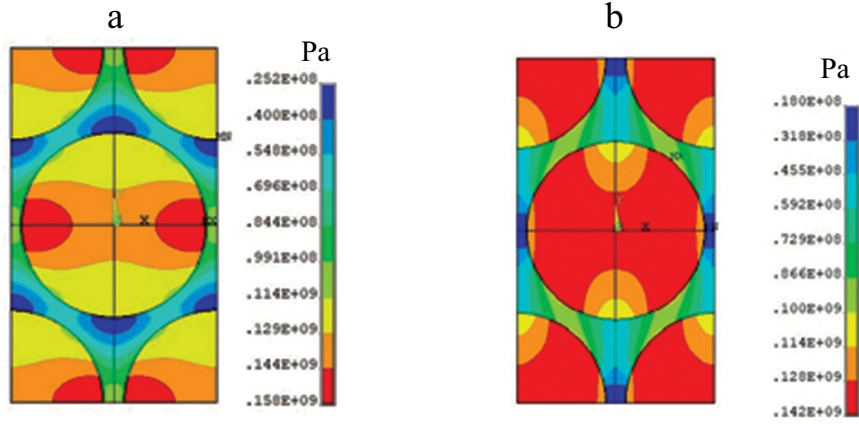 a
Pa
.252E+08
.400E+08
.548E+08
.696E+08
.844E+08
.991E+08
.114E+09
.129E+09
.144E+09
.158E+09
MN
X
b
Pa
.180E+08
.318E+08
.455E+08
.592E+08
.729E+08
.866E+08
.100E+09
.114E+09
.128E+09
.142E+09
MX
X